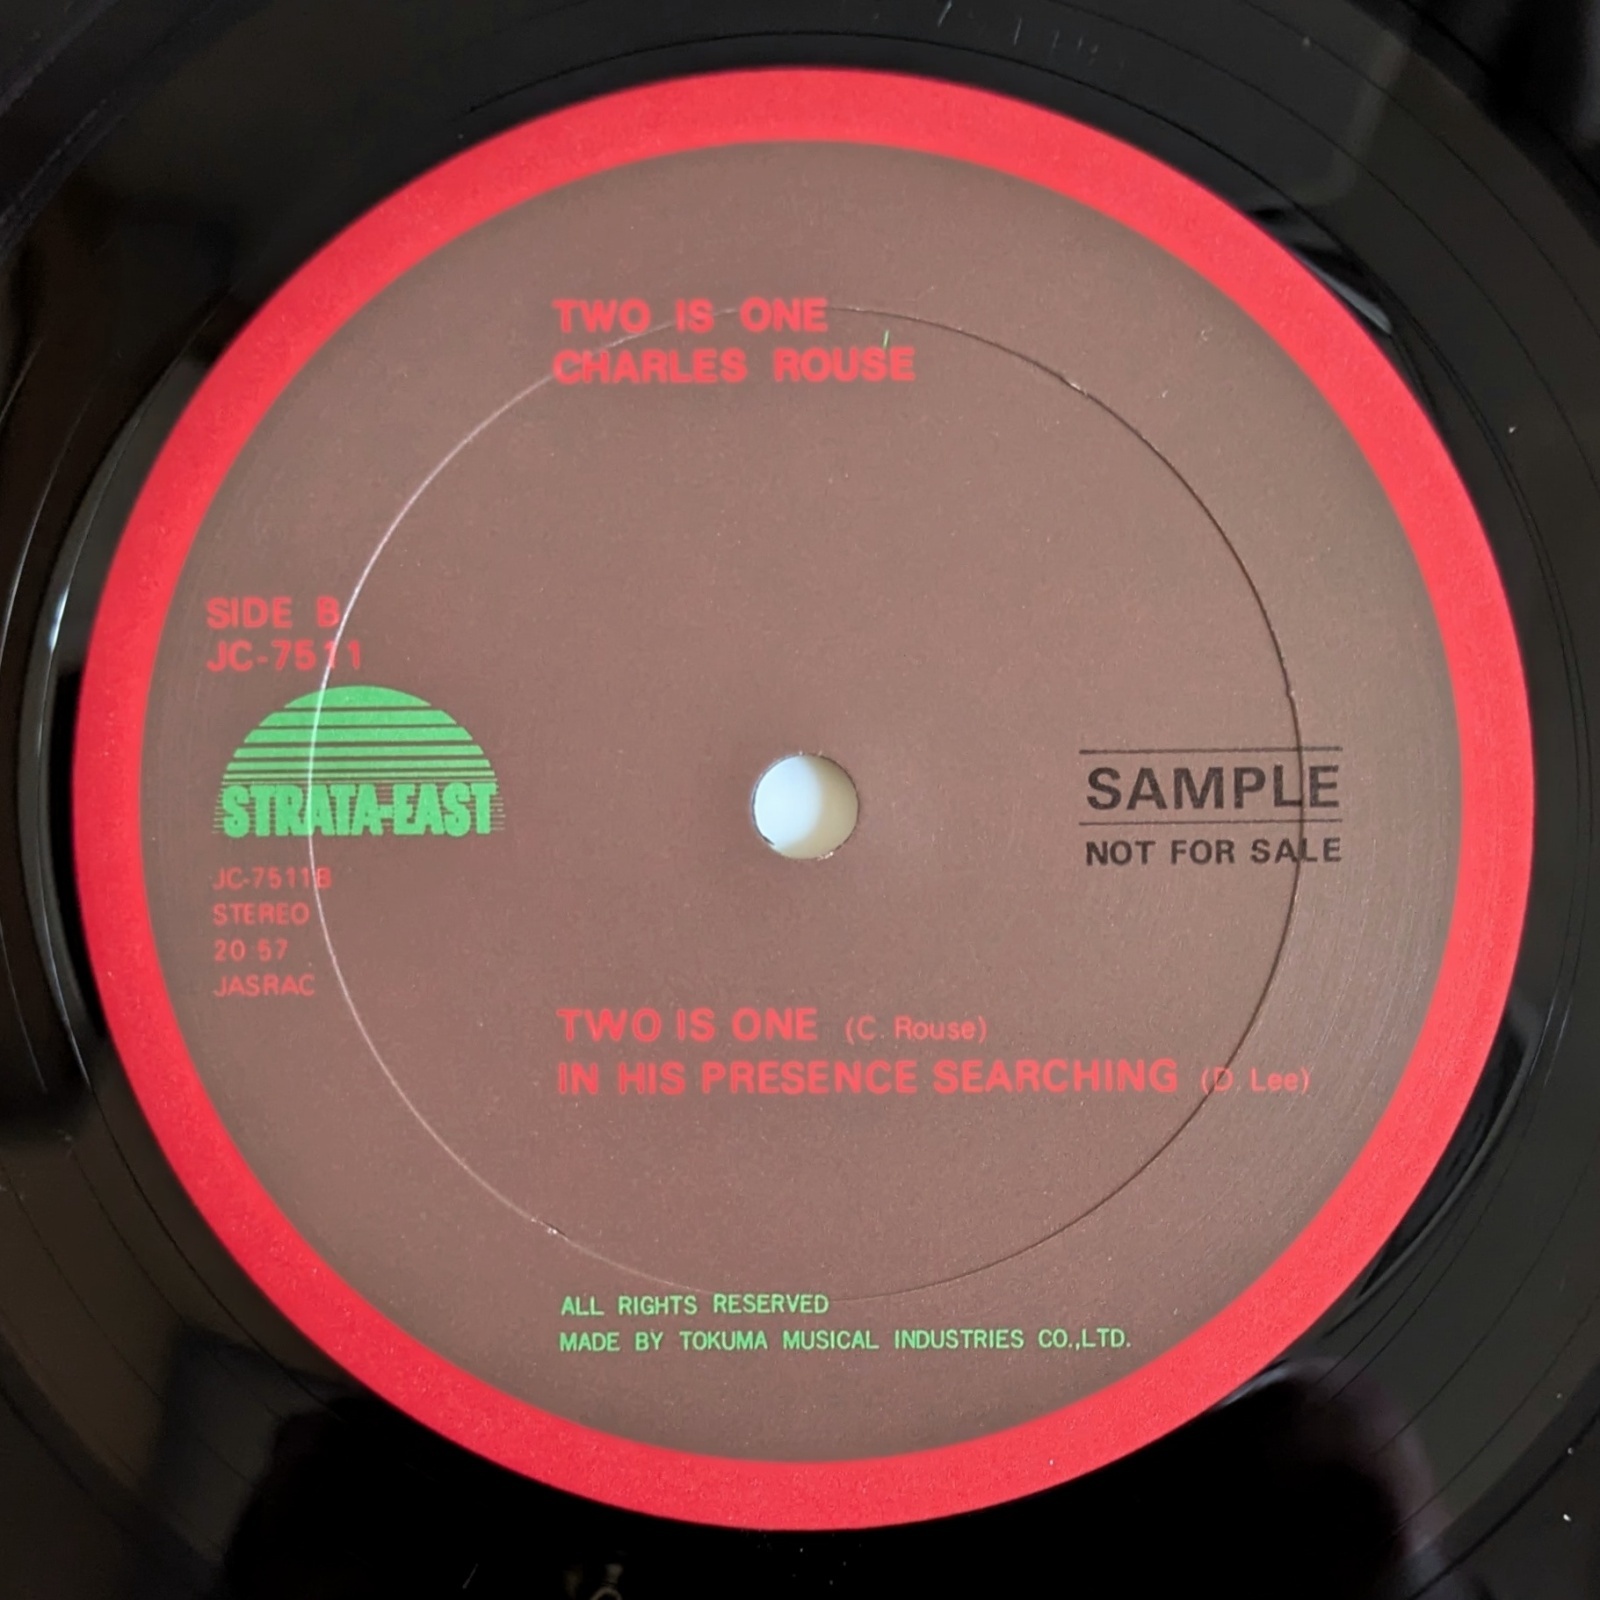 TWO IS ONE
CHARLES ROUSE
SIDE B
JC-7511
STRATA-EAST
JC-7511B
STEREO
20 57
JASRAC
SAMPLE
NOT FOR SALE
TWO IS ONE (C. Rouse)
IN HIS PRESENCE SEARCHING (D. Lee)
ALL RIGHTS RESERVED
MADE BY TOKUMA MUSICAL INDUSTRIES CO.,LTD.